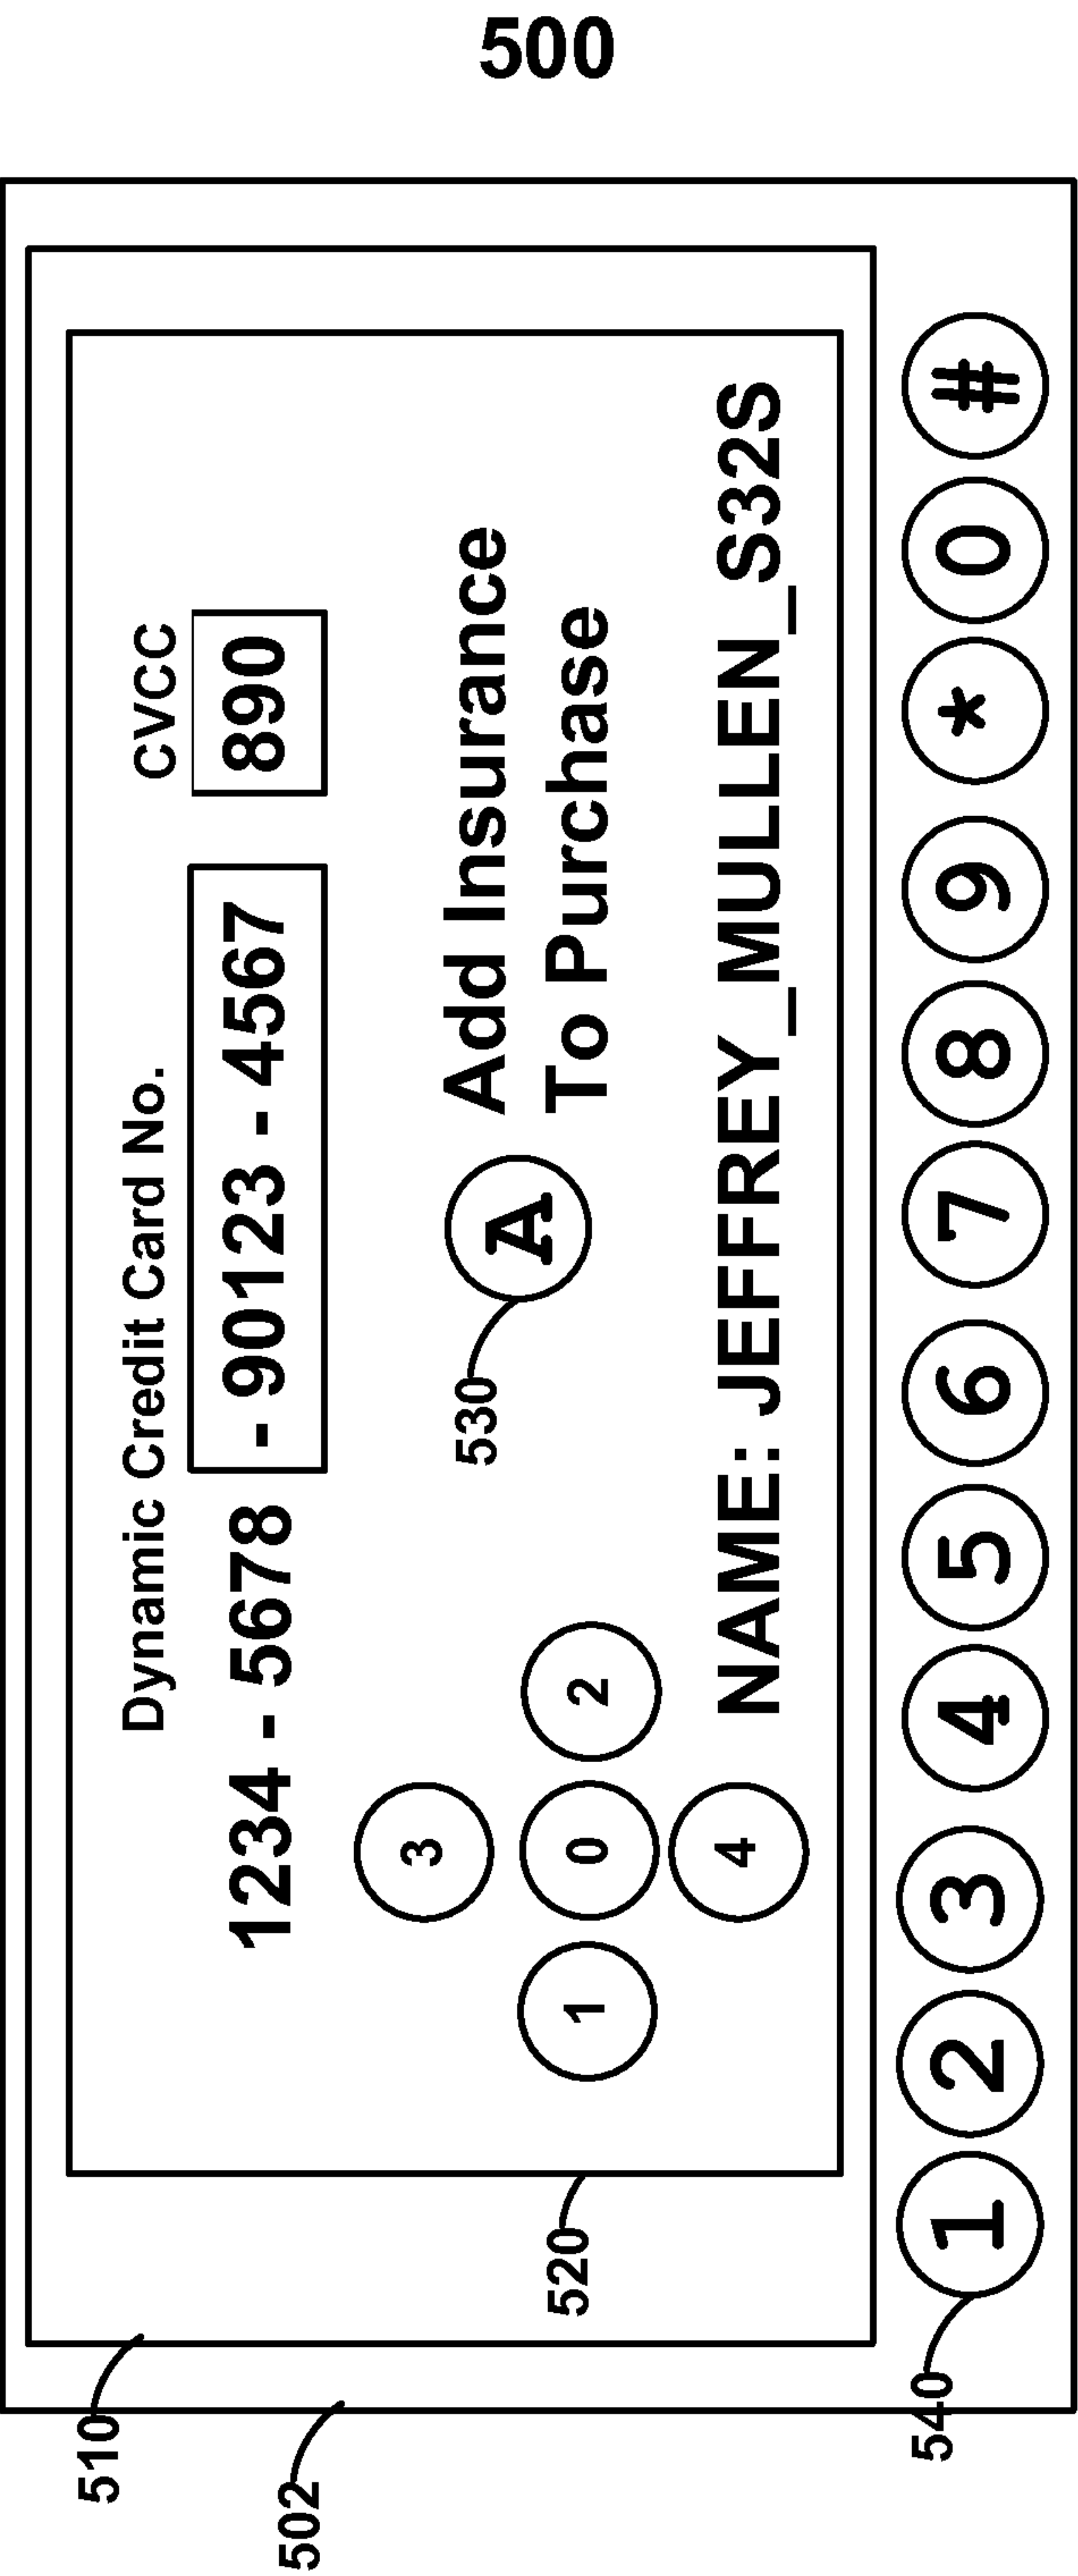 500
510
502
Dynamic Credit Card No.
CVCC
1234 - 5678 - 90123 - 4567
890
3
1
0
2
4
530
A
Add Insurance
To Purchase
NAME: JEFFREY_MULLEN_S32S
520
540
1 2 3 4 5 6 7 8 9 * 0 #